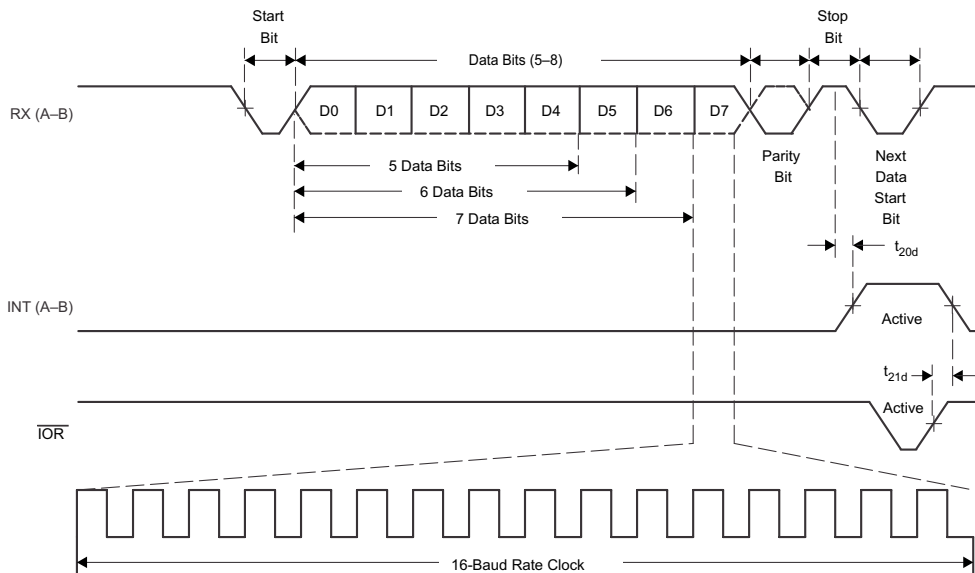 Start
Bit
Stop
Bit
Data Bits (5–8)
RX (A–B)
D0 D1 D2 D3 D4 D5 D6 D7
5 Data Bits
6 Data Bits
7 Data Bits
Parity
Bit
Next
Data
Start
Bit
t20d
INT (A–B)
Active
t21d
Active
IOR
16-Baud Rate Clock